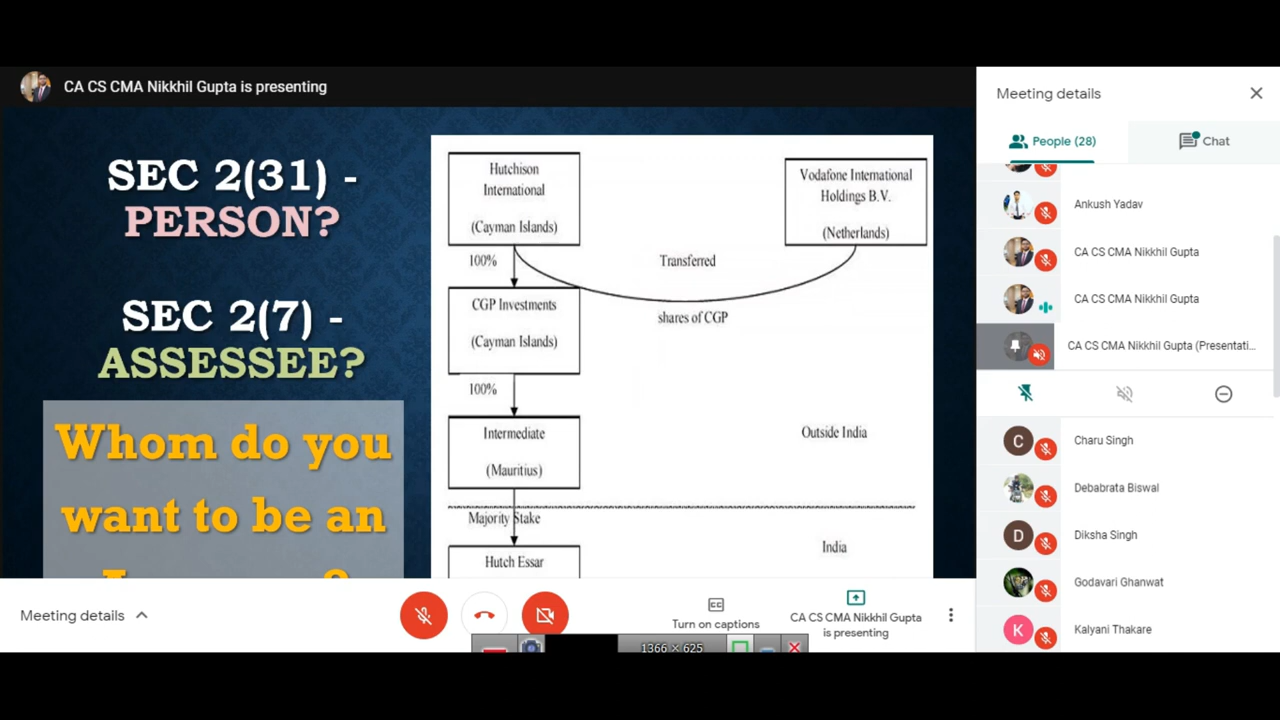 CA CS CMA Nikkhil Gupta is presenting
SEC 2(31) -
PERSON?
SEC 2(7) -
ASSESSEE?
Whom do you
want to be an
Hutchison
International
(Cayman Islands)
Vodafone International
Holdings B.V.
(Netherlands)
100%
Transferred
shares of CGP
CGP Investments
(Cayman Islands)
100%
Intermediate
(Mauritius)
Outside India
Majority Stake
India
Hutch Essar
Meeting details
People (28)
Chat
Ankush Yadav
CA CS CMA Nikkhil Gupta
CA CS CMA Nikkhil Gupta
CA CS CMA Nikkhil Gupta (Presentati...
C
Charu Singh
Debabrata Biswal
D
Diksha Singh
Godavari Ghanwat
K
Kalyani Thakare
Meeting details
CC
Turn on captions
CA CS CMA Nikkhil Gupta
is presenting
1366 × 625